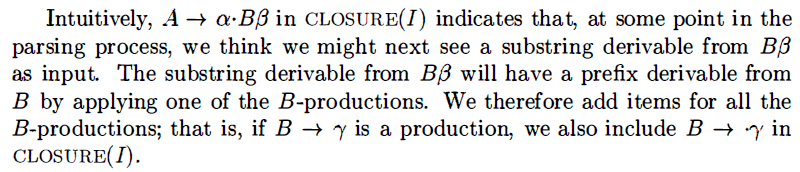 Intuitively, A → α·Bβ in CLOSURE(I) indicates that, at some point in the
parsing process, we think we might next see a substring derivable from Bβ
as input. The substring derivable from Bβ will have a prefix derivable from
B by applying one of the B-productions. We therefore add items for all the
B-productions; that is, if B → γ is a production, we also include B → ·γ in
CLOSURE(I).